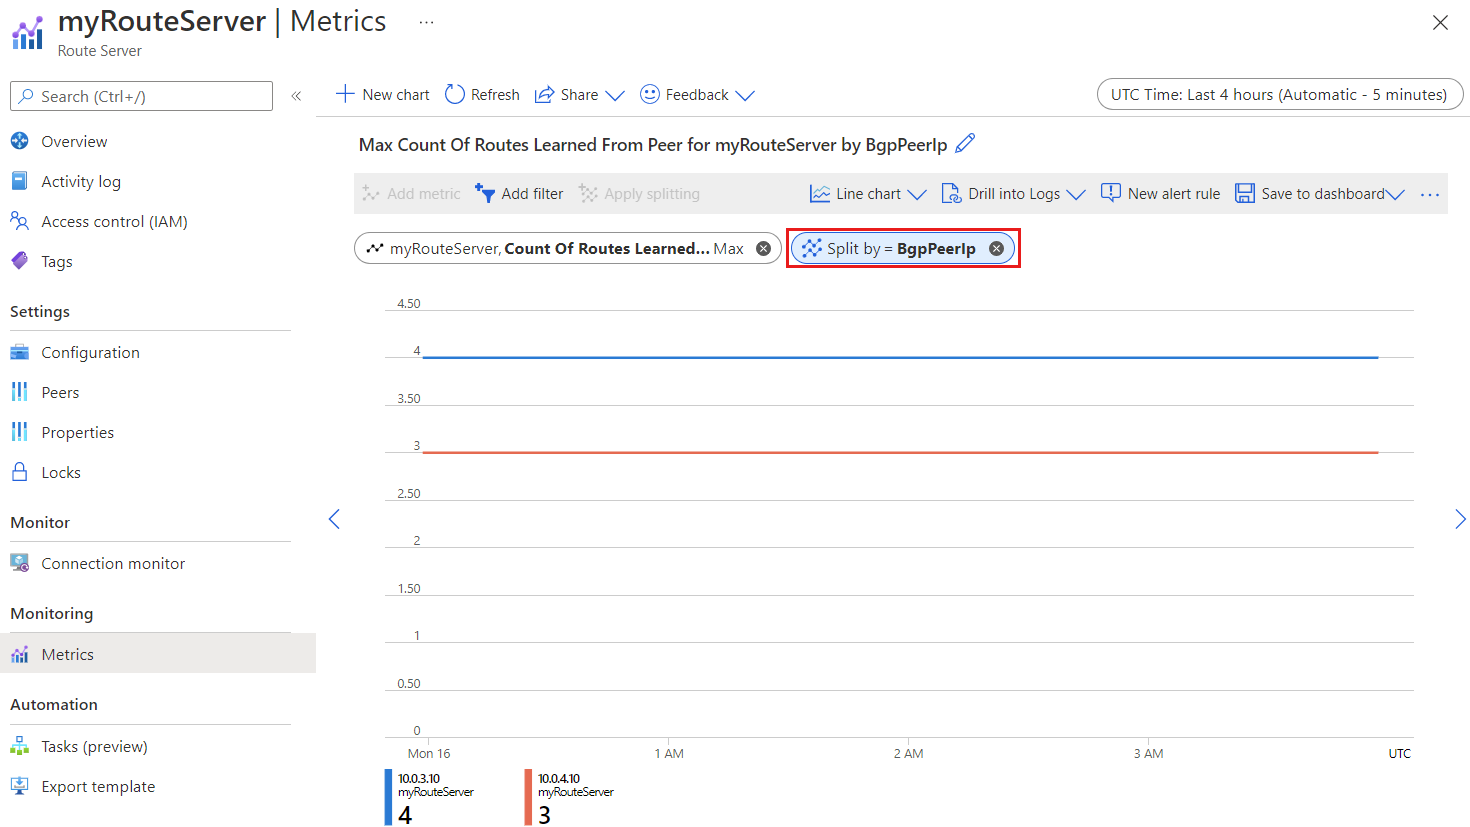 myRouteServer | Metrics ...
Route Server
Search (Ctrl+/)
«
Overview
Activity log
Access control (IAM)
Tags
Settings
Configuration
Peers
Properties
Locks
Monitor
Connection monitor
Monitoring
Metrics
Automation
Tasks (preview)
Export template
New chart Refresh Share Feedback UTC Time: Last 4 hours (Automatic - 5 minutes)
Max Count Of Routes Learned From Peer for myRouteServer by BgpPeerIp
Add metric Add filter Apply splitting Line chart Drill into Logs New alert rule Save to dashboard ...
myRouteServer, Count Of Routes Learned... Max Split by = BgpPeerIp
4.50
4
3.50
3
2.50
2
1.50
1
0.50
0
Mon 16 1 AM 2 AM 3 AM UTC
10.0.3.10
myRouteServer
4
10.0.4.10
myRouteServer
3